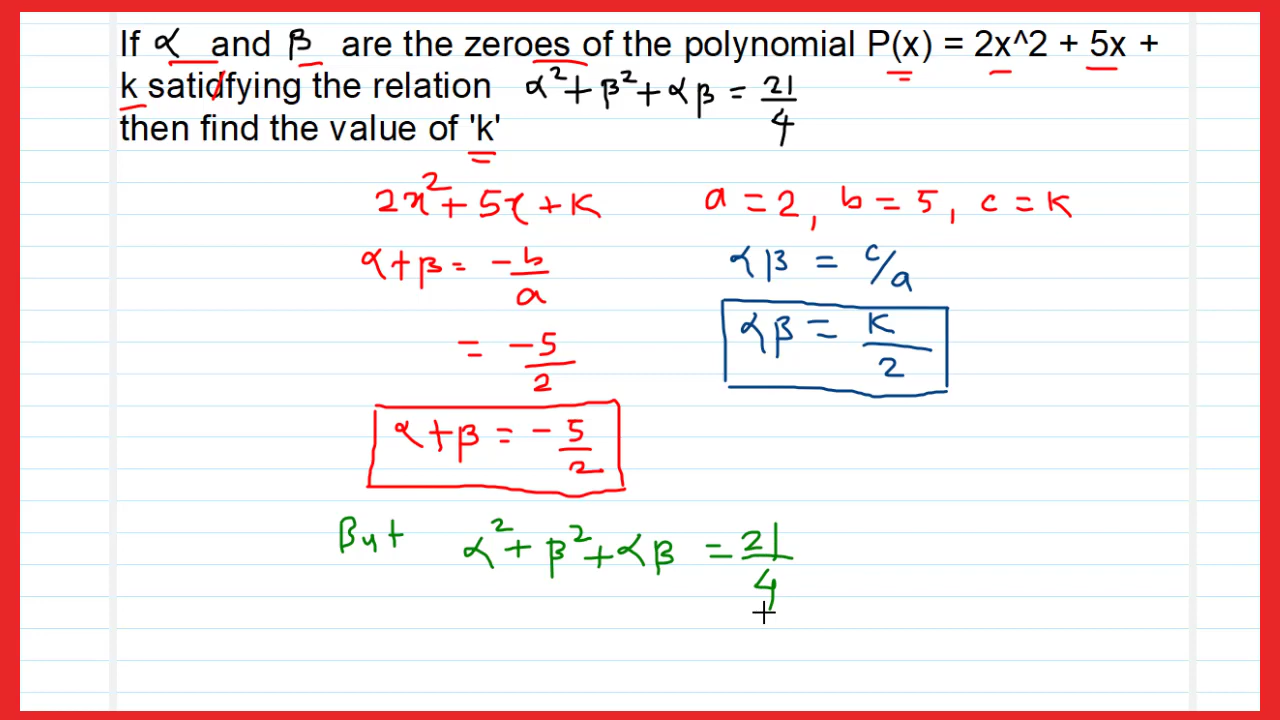 If α and β are the zeroes of the polynomial P(x) = 2x^2 + 5x +
k satidfying the relation α² + β² + αβ = 21/4
then find the value of 'k'
2x² + 5x + k a = 2, b = 5, c = k
α + β = -b/a αβ = c/a
= -5/2 αβ = k/2
α + β = -5/2
But α² + β² + αβ = 21/4